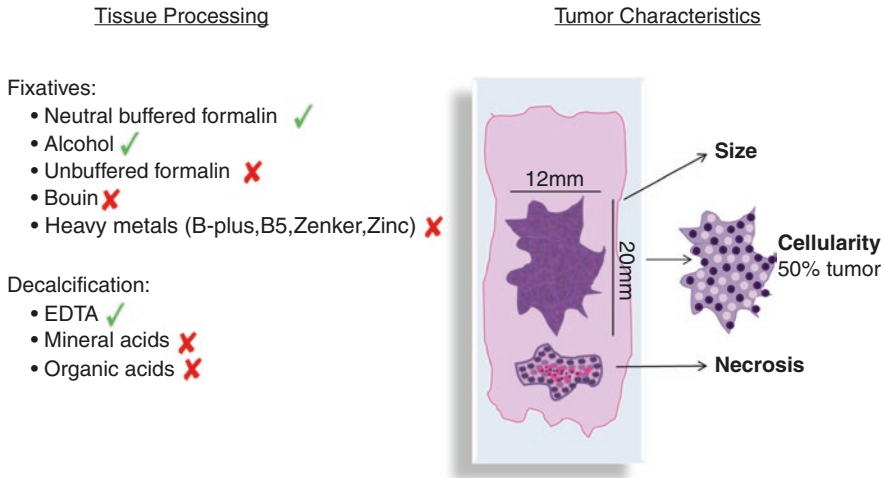 Tissue Processing
Fixatives:
• Neutral buffered formalin ✓
• Alcohol ✓
• Unbuffered formalin ✘
• Bouin ✘
• Heavy metals (B-plus,B5,Zenker,Zinc) ✘
Decalcification:
• EDTA ✓
• Mineral acids ✘
• Organic acids ✘
Tumor Characteristics
12mm
20mm
Size
Cellularity
50% tumor
Necrosis